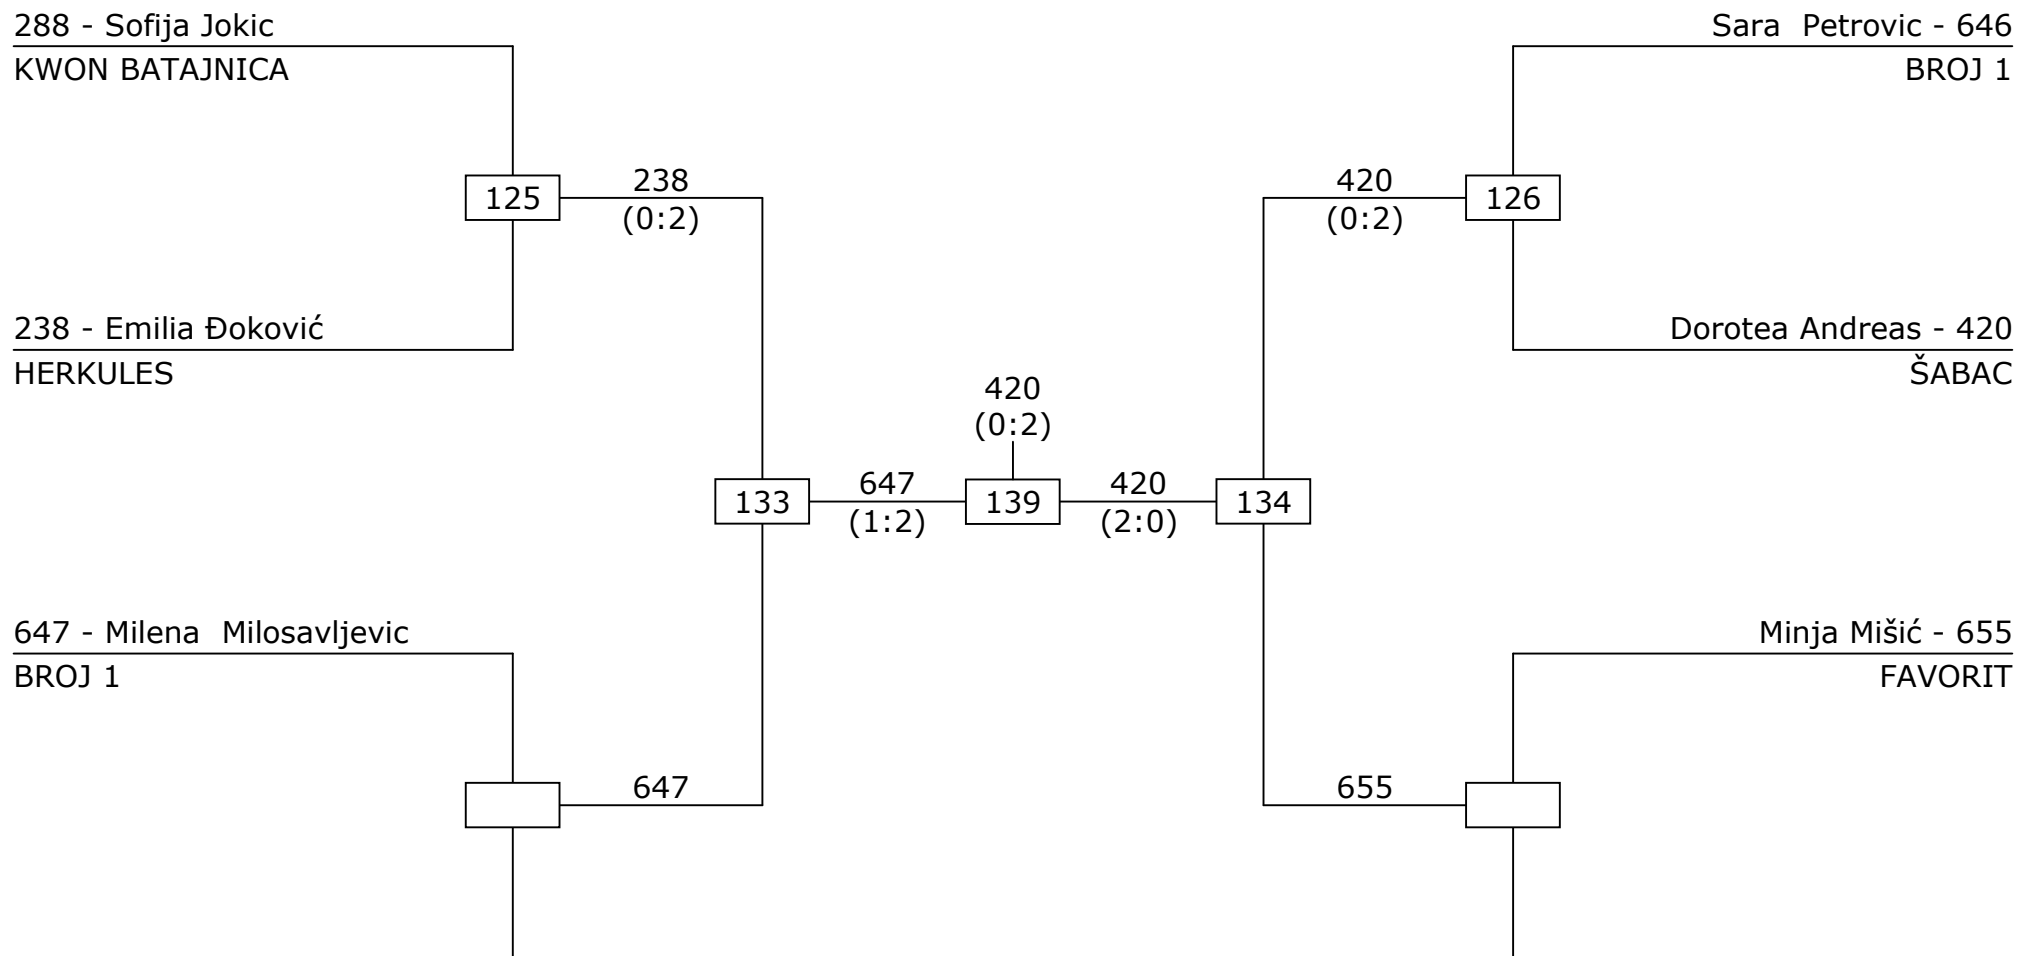 288 - Sofija Jokic
KWON BATAJNICA
Sara  Petrovic - 646
BROJ 1
125
238
(0:2)
420
(0:2)
126
238 - Emilia Đoković
HERKULES
Dorotea Andreas - 420
ŠABAC
420
(0:2)
133
647
(1:2)
139
420
(2:0)
134
647 - Milena  Milosavljevic
BROJ 1
Minja Mišić - 655
FAVORIT
647
655